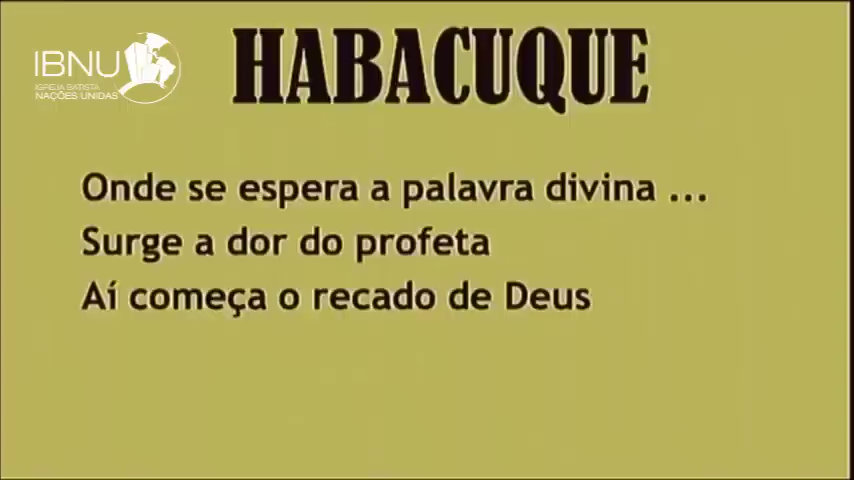 HABACUQUE
IBNU
IGREJA BATISTA
NAÇÕES UNIDAS
Onde se espera a palavra divina ...
Surge a dor do profeta
Aí começa o recado de Deus